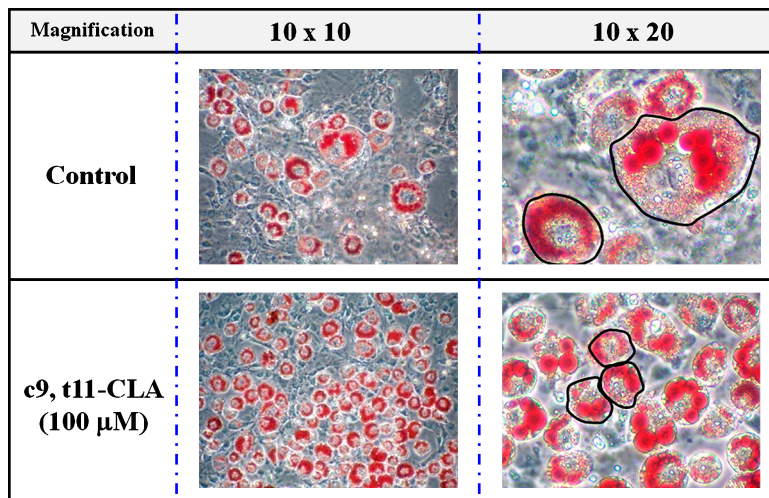 Magnification
10 x 10
10 x 20
Control
c9, t11-CLA
(100 μM)